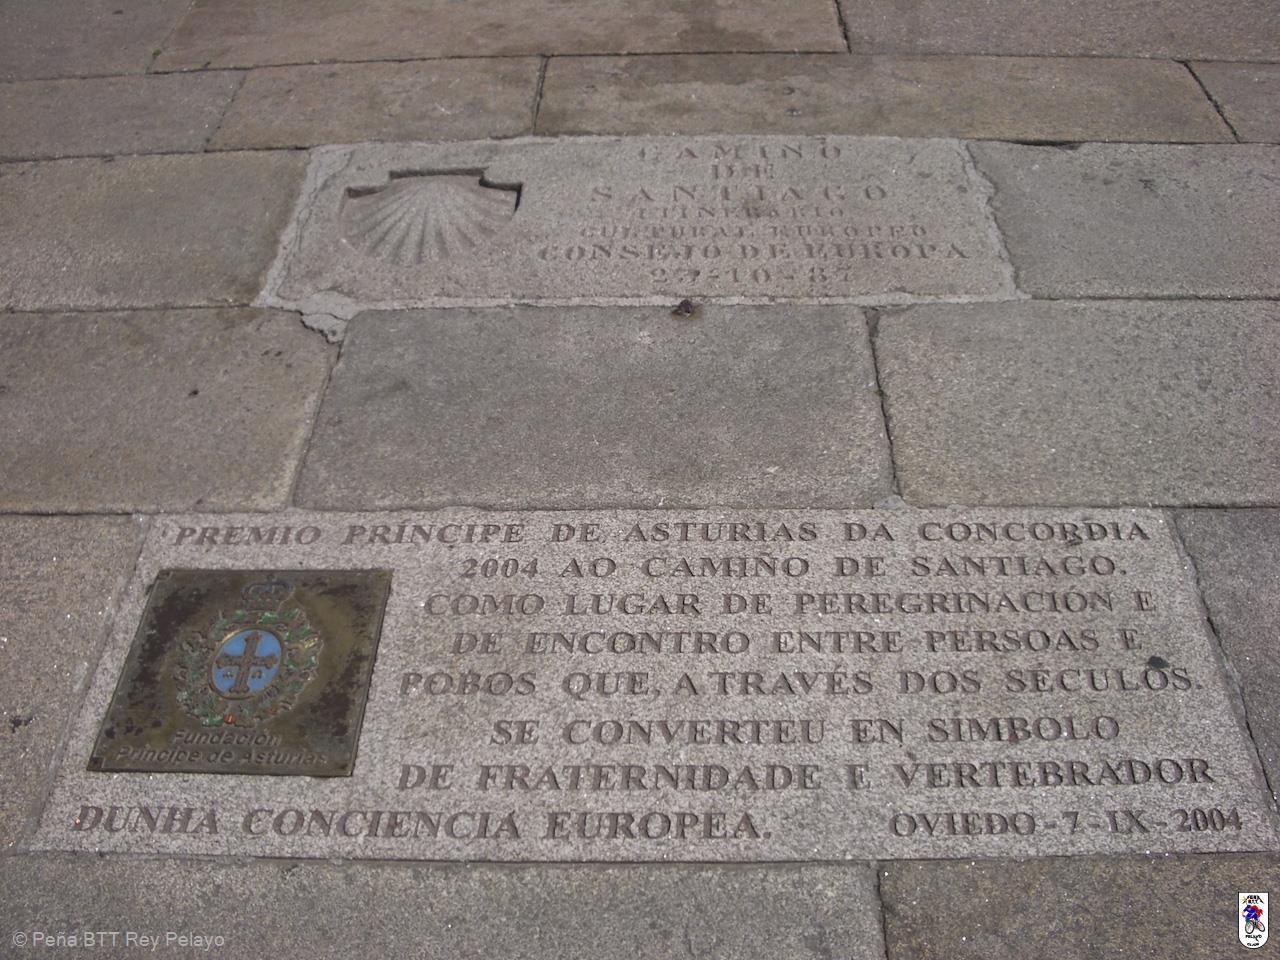 CAMINO
DE
SANTIAGO
ITINERARIO
CULTURAL EUROPEO
CONSEJO DE EUROPA
23-10-87
PREMIO PRÍNCIPE DE ASTURIAS DA CONCORDIA
2004 AO CAMIÑO DE SANTIAGO.
COMO LUGAR DE PEREGRINACIÓN E
DE ENCONTRO ENTRE PERSOAS E
POBOS QUE, A TRAVÉS DOS SÉCULOS.
SE CONVERTEU EN SIMBOLO
DE FRATERNIDADE E VERTEBRADOR
DUNHA CONCIENCIA EUROPEA. OVIEDO-7-IX-2004
Fundación
Príncipe de Asturias
© Peña BTT Rey Pelayo